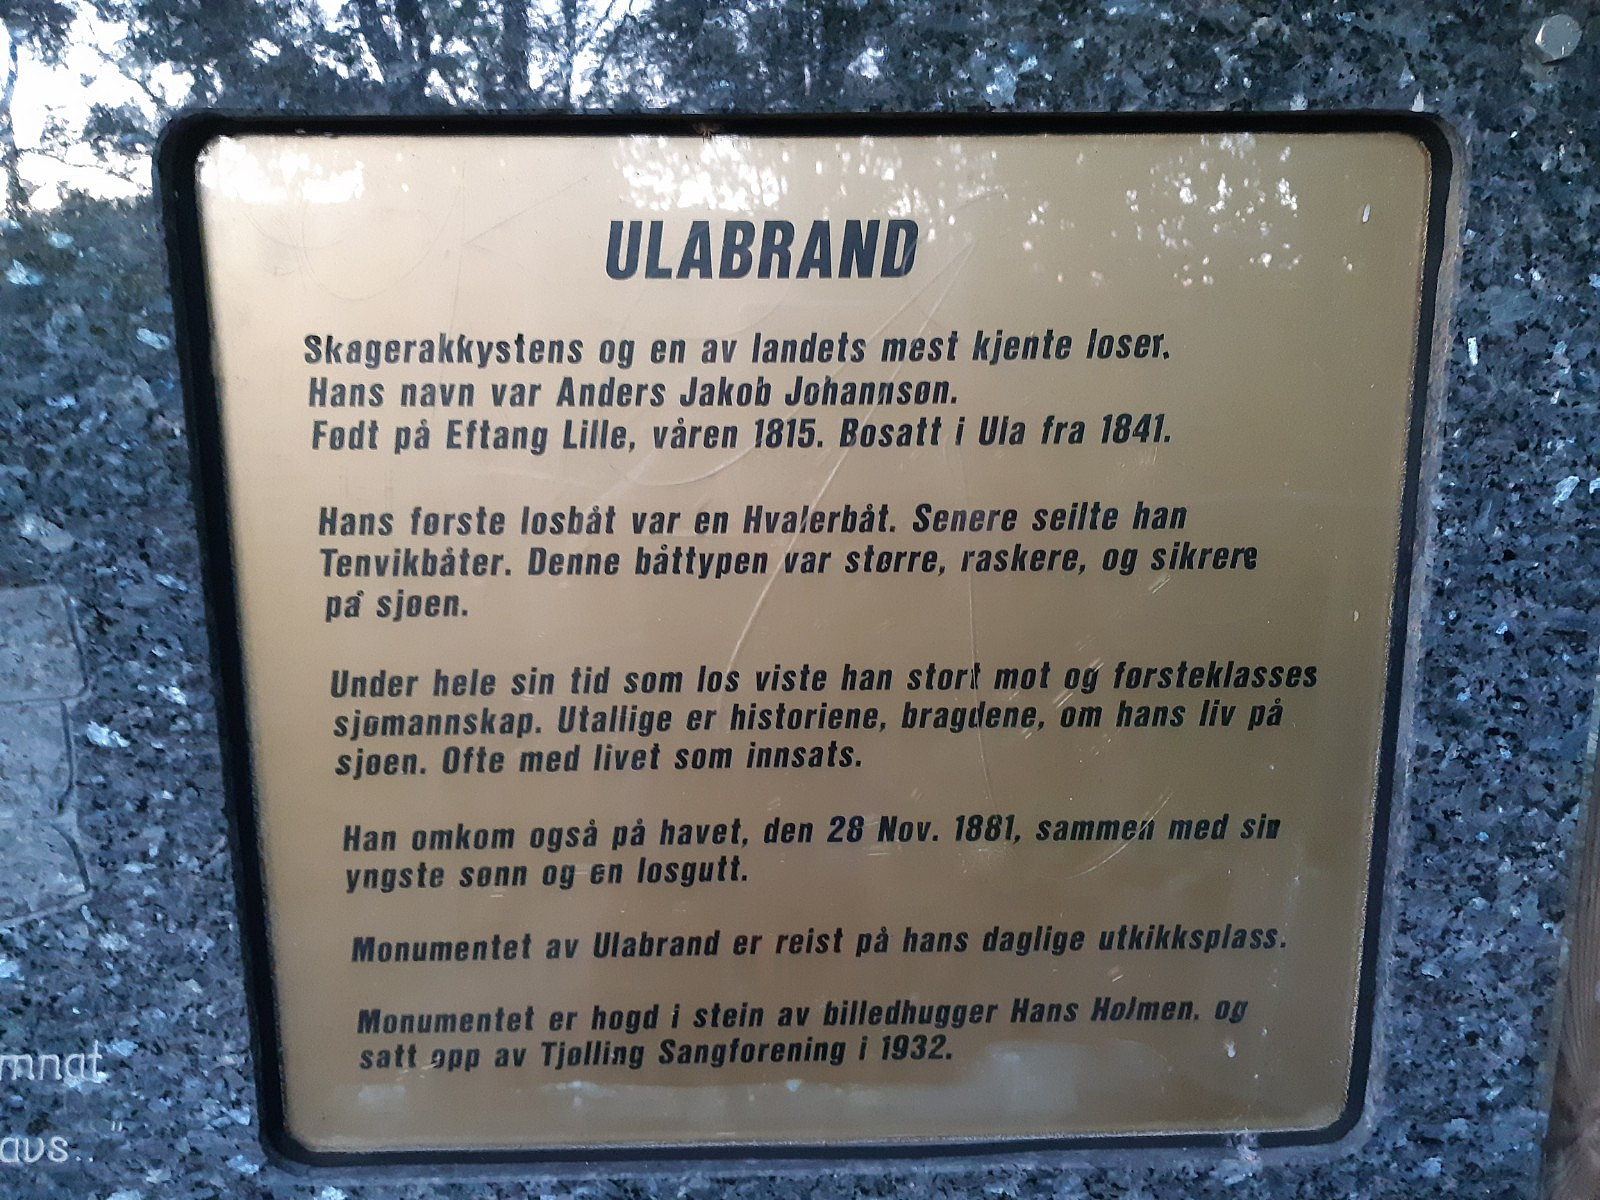 ULABRAND
Skagerakkystens og en av landets mest kjente loser.
Hans navn var Anders Jakob Johannsøn.
Født på Eftang Lille, våren 1815. Bosatt i Ula fra 1841.
Hans første losbåt var en Hvalerbåt. Senere seilte han
Tenvikbåter. Denne båttypen var større, raskere, og sikrere
på sjøen.
Under hele sin tid som los viste han stort mot og førsteklasses
sjømannskap. Utallige er historiene, bragdene, om hans liv på
sjøen. Ofte med livet som innsats.
Han omkom også på havet, den 28 Nov. 1881, sammen med sin
yngste sønn og en losgutt.
Monumentet av Ulabrand er reist på hans daglige utkikksplass.
Monumentet er hogd i stein av billedhugger Hans Holmen. og
satt opp av Tjølling Sangforening i 1932.